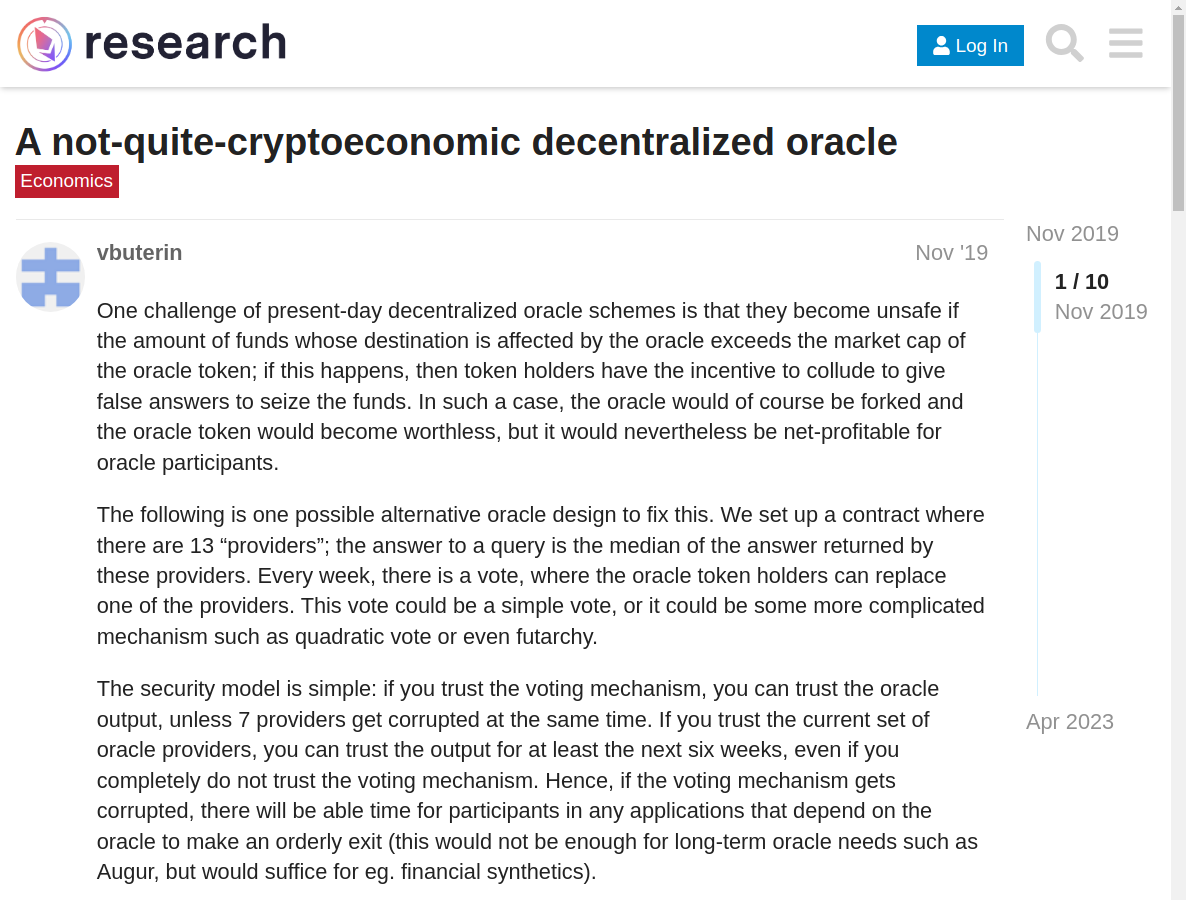 research
Log In
A not-quite-cryptoeconomic decentralized oracle
Economics
vbuterin
Nov '19
One challenge of present-day decentralized oracle schemes is that they become unsafe if
the amount of funds whose destination is affected by the oracle exceeds the market cap of
the oracle token; if this happens, then token holders have the incentive to collude to give
false answers to seize the funds. In such a case, the oracle would of course be forked and
the oracle token would become worthless, but it would nevertheless be net-profitable for
oracle participants.
The following is one possible alternative oracle design to fix this. We set up a contract where
there are 13 “providers”; the answer to a query is the median of the answer returned by
these providers. Every week, there is a vote, where the oracle token holders can replace
one of the providers. This vote could be a simple vote, or it could be some more complicated
mechanism such as quadratic vote or even futarchy.
The security model is simple: if you trust the voting mechanism, you can trust the oracle
output, unless 7 providers get corrupted at the same time. If you trust the current set of
oracle providers, you can trust the output for at least the next six weeks, even if you
completely do not trust the voting mechanism. Hence, if the voting mechanism gets
corrupted, there will be able time for participants in any applications that depend on the
oracle to make an orderly exit (this would not be enough for long-term oracle needs such as
Augur, but would suffice for eg. financial synthetics).
Nov 2019
1 / 10
Nov 2019
Apr 2023